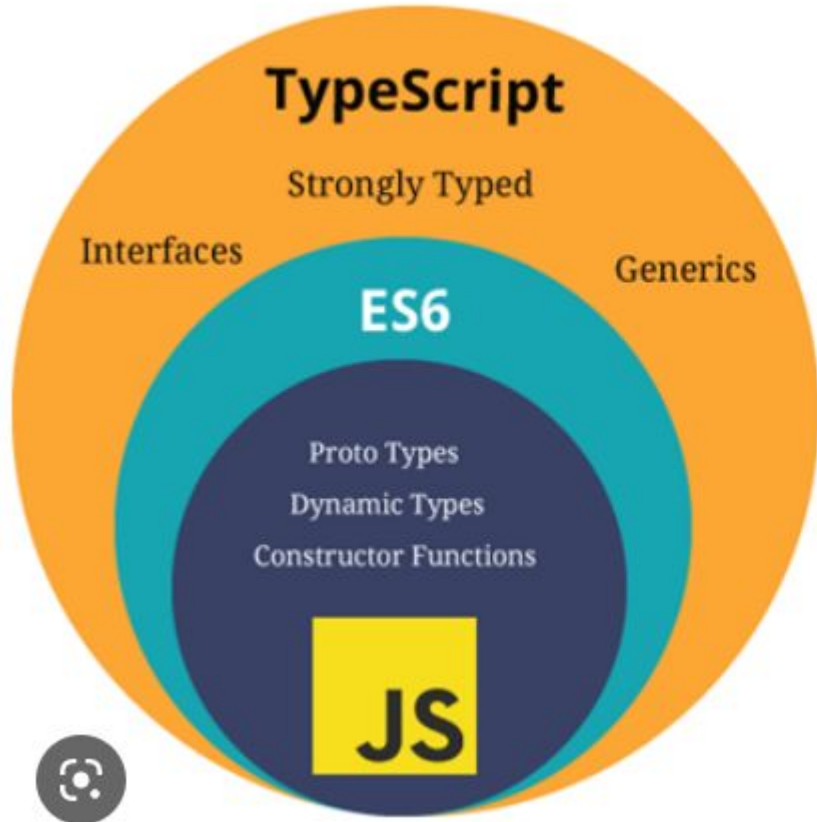 TypeScript
Strongly Typed
Interfaces
Generics
ES6
Proto Types
Dynamic Types
Constructor Functions
JS